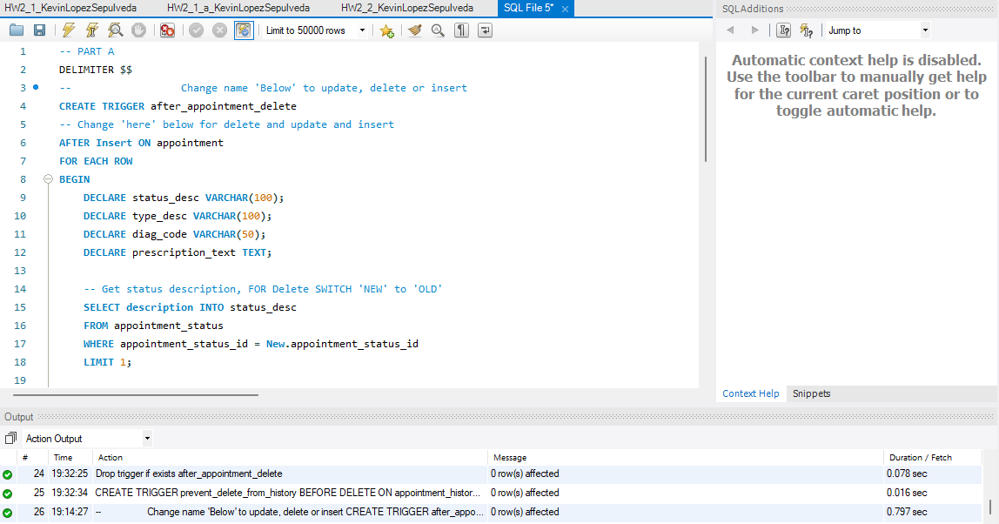 HW2_1_KevinLopezSepulveda HW2_1_a_KevinLopezSepulveda HW2_2_KevinLopezSepulveda SQL File 5* ×
Limit to 50000 rows
1 -- PART A
2 DELIMITER $$
3 -- Change name 'Below' to update, delete or insert
4 CREATE TRIGGER after_appointment_delete
5 -- Change 'here' below for delete and update and insert
6 AFTER Insert ON appointment
7 FOR EACH ROW
8 BEGIN
9 DECLARE status_desc VARCHAR(100);
10 DECLARE type_desc VARCHAR(100);
11 DECLARE diag_code VARCHAR(50);
12 DECLARE prescription_text TEXT;
13
14 -- Get status description, FOR Delete SWITCH 'NEW' to 'OLD'
15 SELECT description INTO status_desc
16 FROM appointment_status
17 WHERE appointment_status_id = New.appointment_status_id
18 LIMIT 1;
19
SQLAdditions
Jump to
Automatic context help is disabled.
Use the toolbar to manually get help
for the current caret position or to
toggle automatic help.
Context Help Snippets
Output
Action Output
# Time Action Message Duration / Fetch
24 19:32:25 Drop trigger if exists after_appointment_delete 0 row(s) affected 0.078 sec
25 19:32:34 CREATE TRIGGER prevent_delete_from_history BEFORE DELETE ON appointment_histor... 0 row(s) affected 0.016 sec
26 19:14:27 -- Change name 'Below' to update, delete or insert CREATE TRIGGER after_appo... 0 row(s) affected 0.797 sec